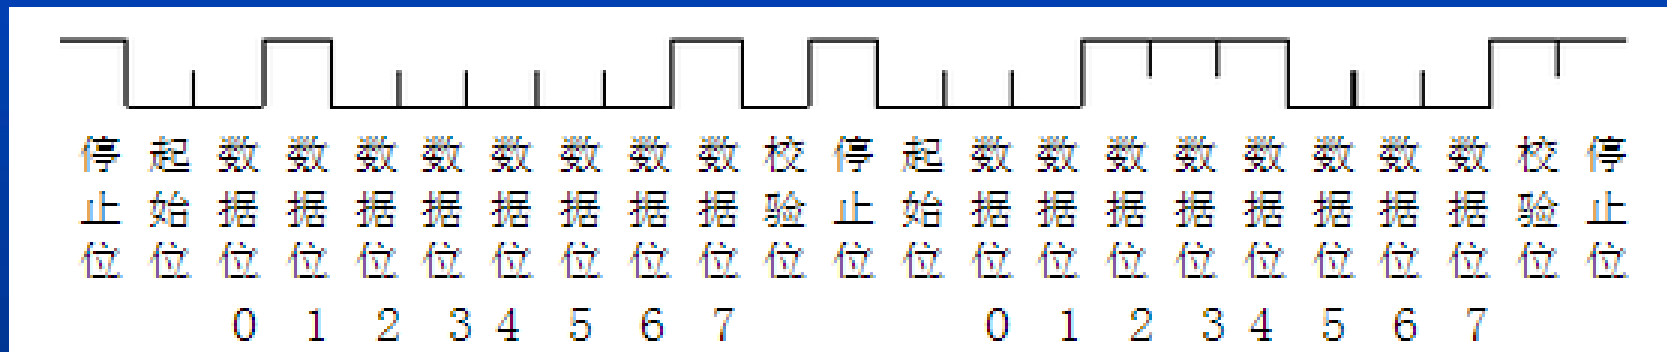 停止位
起始位
数据位0
数据位1
数据位2
数据位3
数据位4
数据位5
数据位6
数据位7
校验位
停止位
起始位
数据位0
数据位1
数据位2
数据位3
数据位4
数据位5
数据位6
数据位7
校验位
停止位